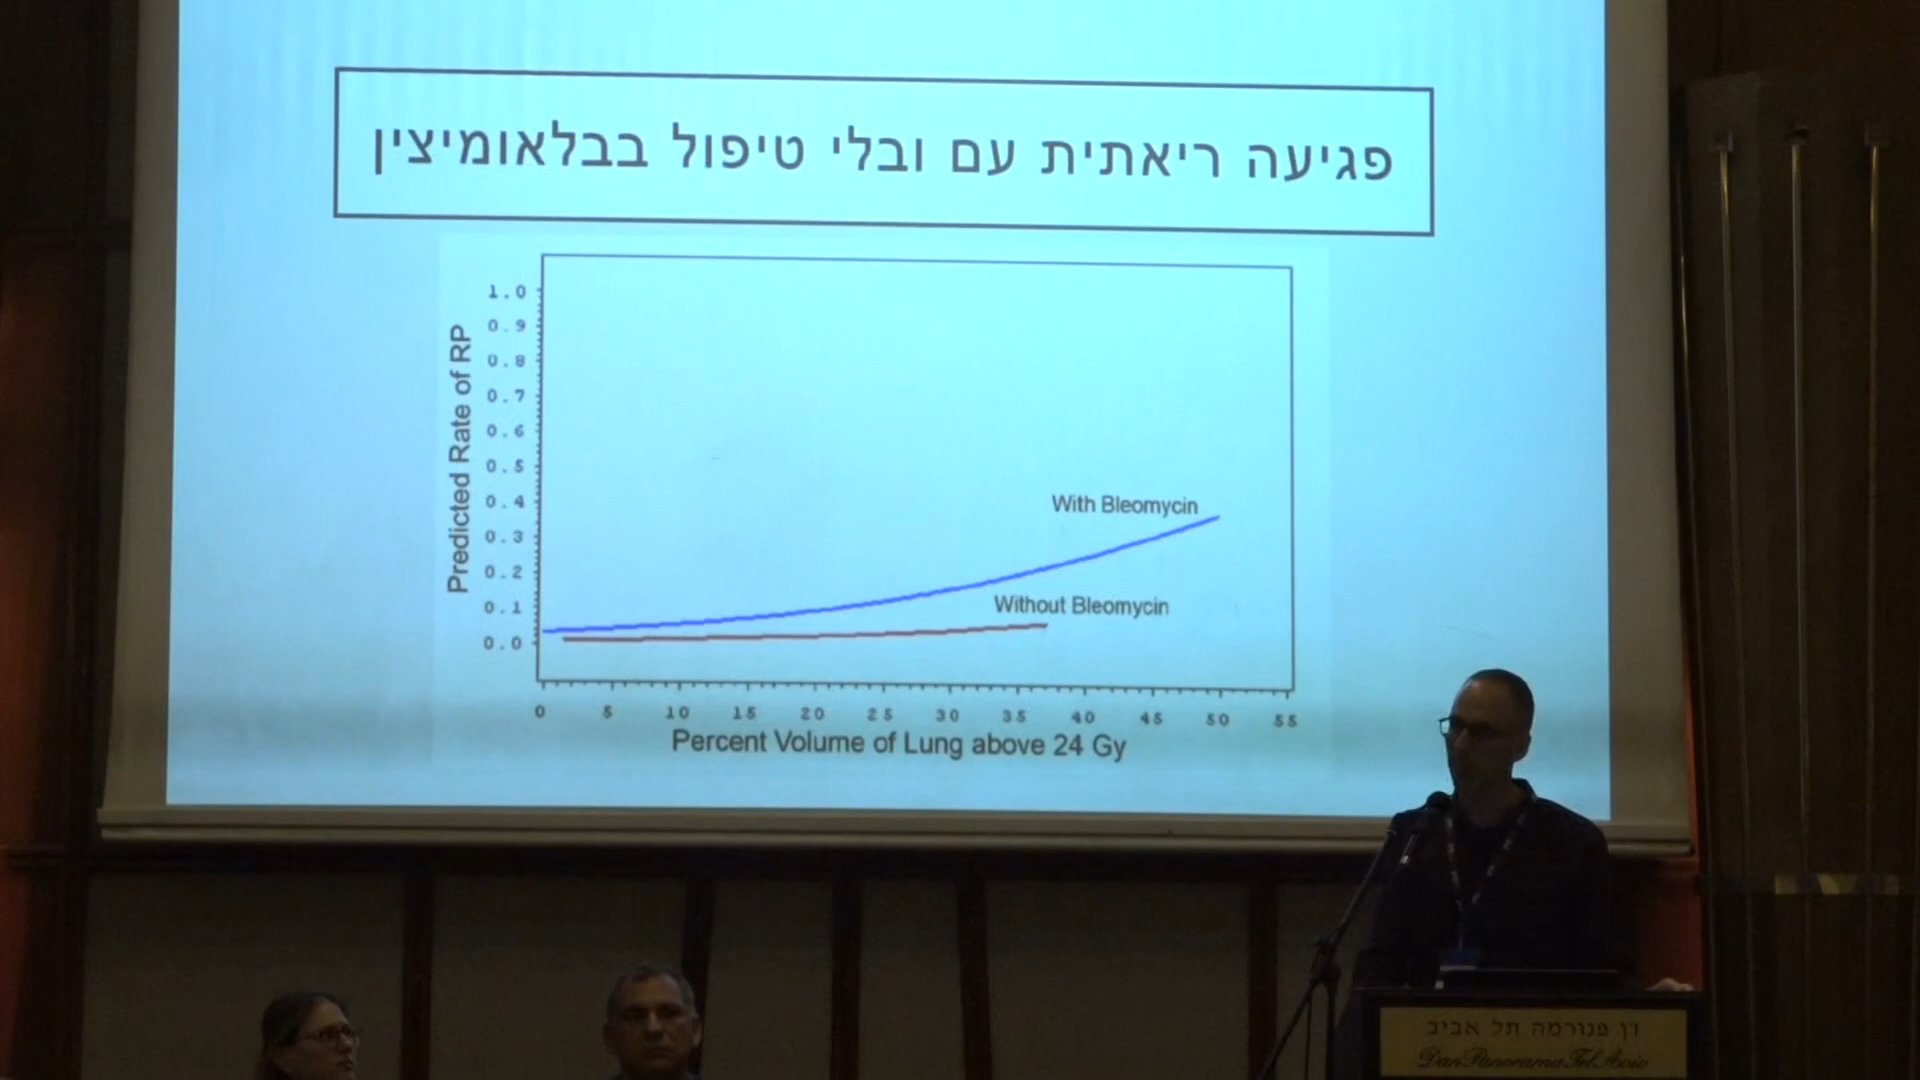 פגיעה ריאתית עם ובלי טיפול בבלאומיצין
Predicted Rate of RP
1.0
0.9
0.8
0.7
0.6
0.5
0.4
0.3
0.2
0.1
0.0
With Bleomycin
Without Bleomycin
0 5 10 15 20 25 30 35 40 45 50 55
Percent Volume of Lung above 24 Gy
דן פנורמה תל אביב
Dan Panorama Tel Aviv